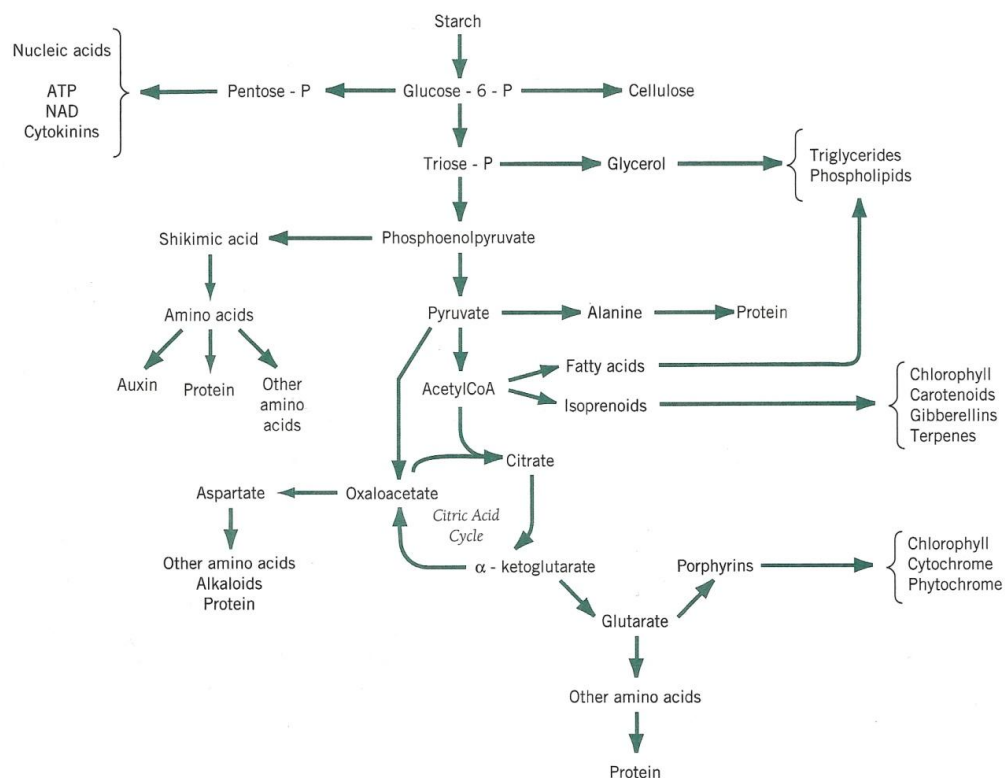 Starch
Nucleic acids
ATP
NAD
Cytokinins
Pentose - P
Glucose - 6 - P
Cellulose
Triose - P
Glycerol
Triglycerides
Phospholipids
Shikimic acid
Phosphoenolpyruvate
Amino acids
Pyruvate
Alanine
Protein
Auxin
Protein
Other
amino
acids
AcetylCoA
Fatty acids
Isoprenoids
Chlorophyll
Carotenoids
Gibberellins
Terpenes
Citrate
Aspartate
Oxaloacetate
Citric Acid
Cycle
Other amino acids
Alkaloids
Protein
α - ketoglutarate
Porphyrins
Chlorophyll
Cytochrome
Phytochrome
Glutarate
Other amino acids
Protein